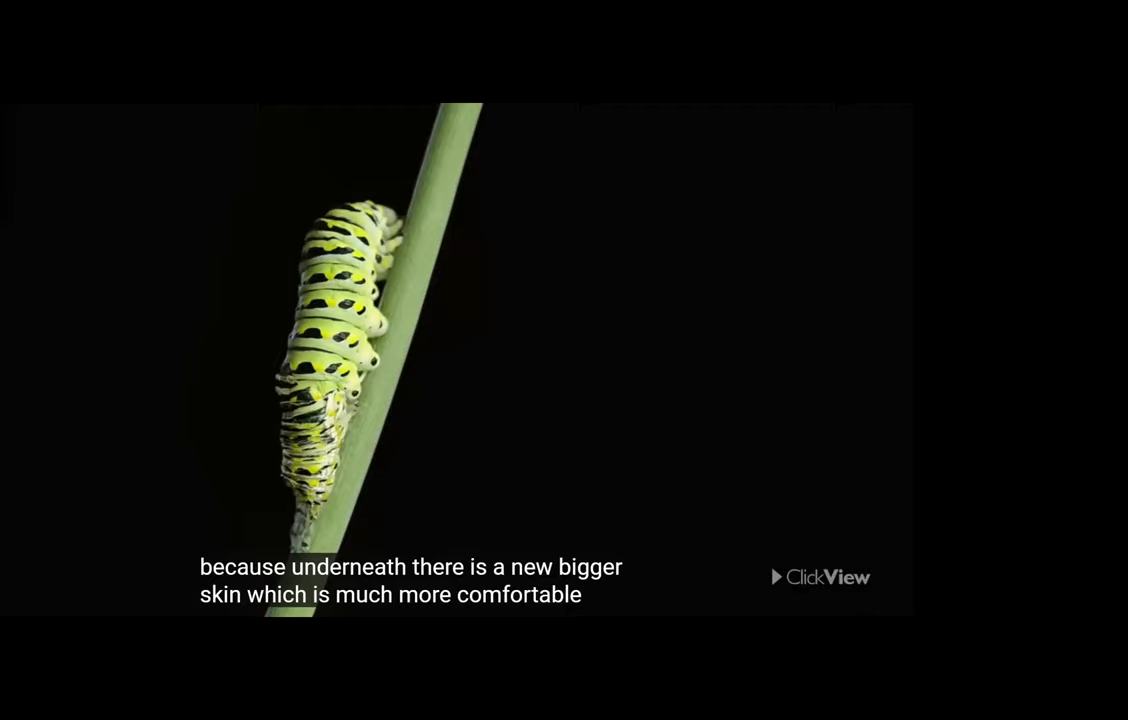 because underneath there is a new bigger
skin which is much more comfortable
ClickView